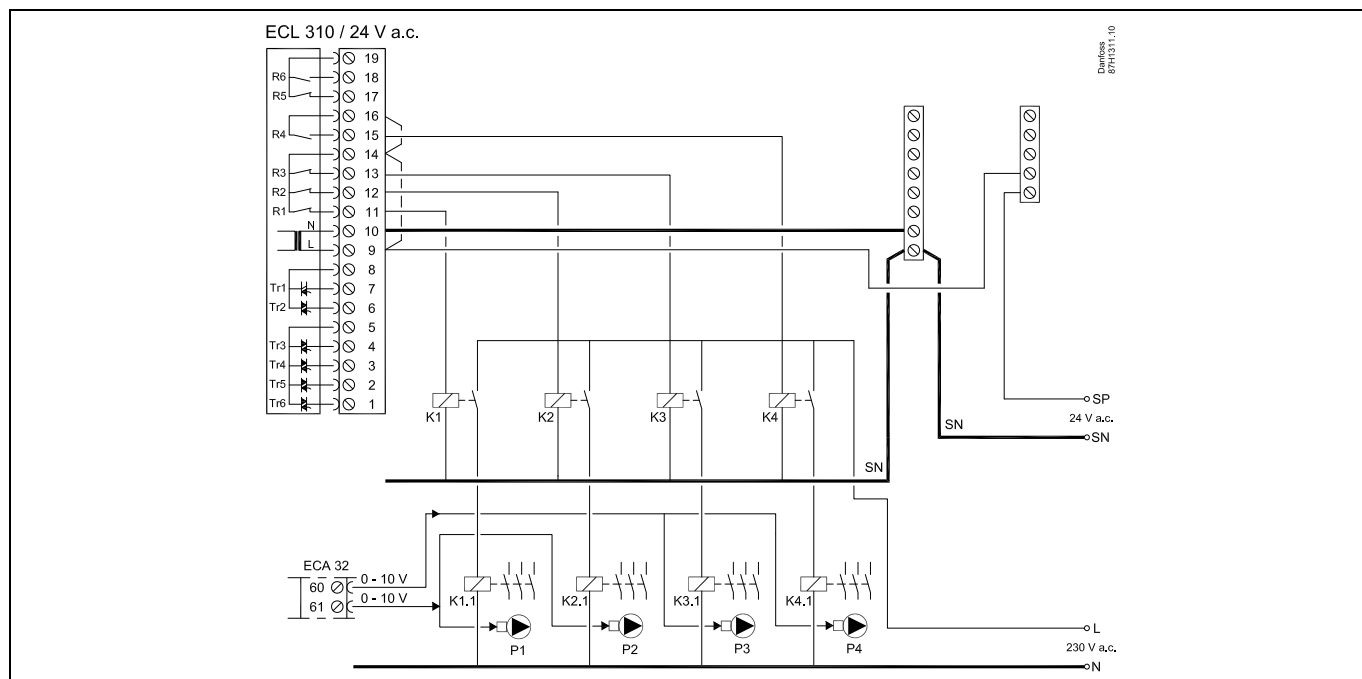 ECL 310 / 24 V a.c.
Danfoss
87H1311.10
19
R6 18
R5 17
16
R4 15
14
R3 13
R2 12
R1 11
N 10
L 9
8
Tr1 7
Tr2 6
5
Tr3 4
Tr4 3
Tr5 2
Tr6 1
K1 K2 K3 K4
SP
24 V a.c.
SN SN
SN
ECA 32
60 0 - 10 V
61 0 - 10 V
K1.1 K2.1 K3.1 K4.1
P1 P2 P3 P4
L
230 V a.c.
N